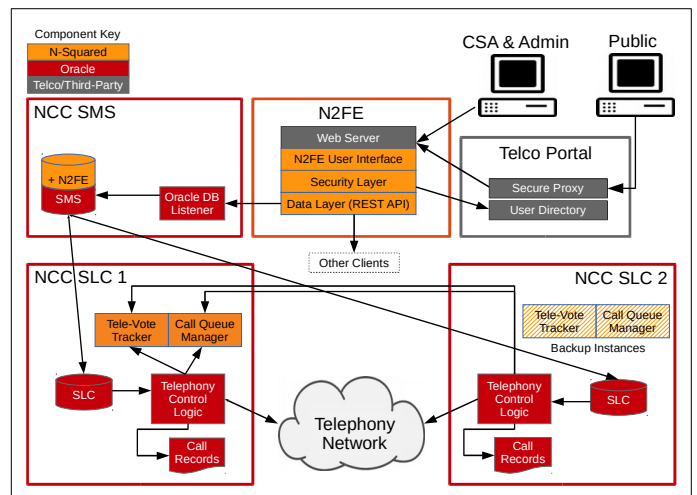 Component Key
N-Squared
Oracle
Telco/Third-Party
CSA & Admin
Public
NCC SMS
+ N2FE
SMS
Oracle DB
Listener
N2FE
Web Server
N2FE User Interface
Security Layer
Data Layer (REST API)
Other Clients
Telco Portal
Secure Proxy
User Directory
NCC SLC 1
Tele-Vote
Tracker
Call Queue
Manager
SLC
Telephony
Control
Logic
Call
Records
Telephony
Network
NCC SLC 2
Tele-Vote
Tracker
Call Queue
Manager
Backup Instances
Telephony
Control
Logic
SLC
Call
Records